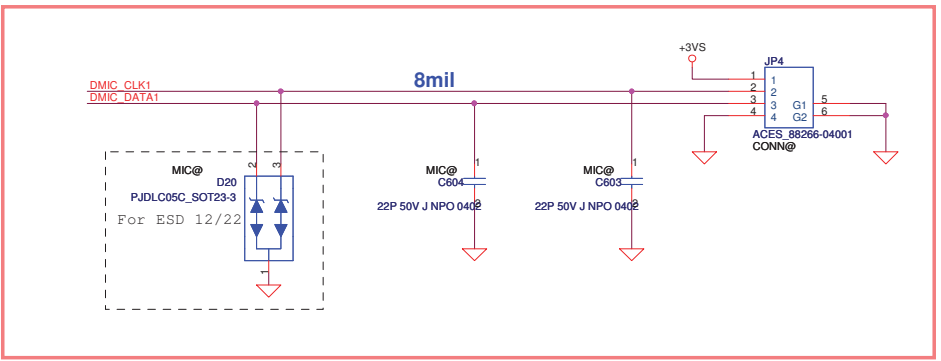 +3VS
JP4
8mil
DMIC_CLK1
DMIC_DATA1
1 1
2 2
3 3 G1 5
4 4 G2 6
ACES_88266-04001
CONN@
MIC@
D20
PJDLC05C_SOT23-3
For ESD 12/22
2 3
1
MIC@
C604
1
2
22P 50V J NPO 0402
MIC@
C603
1
2
22P 50V J NPO 0402